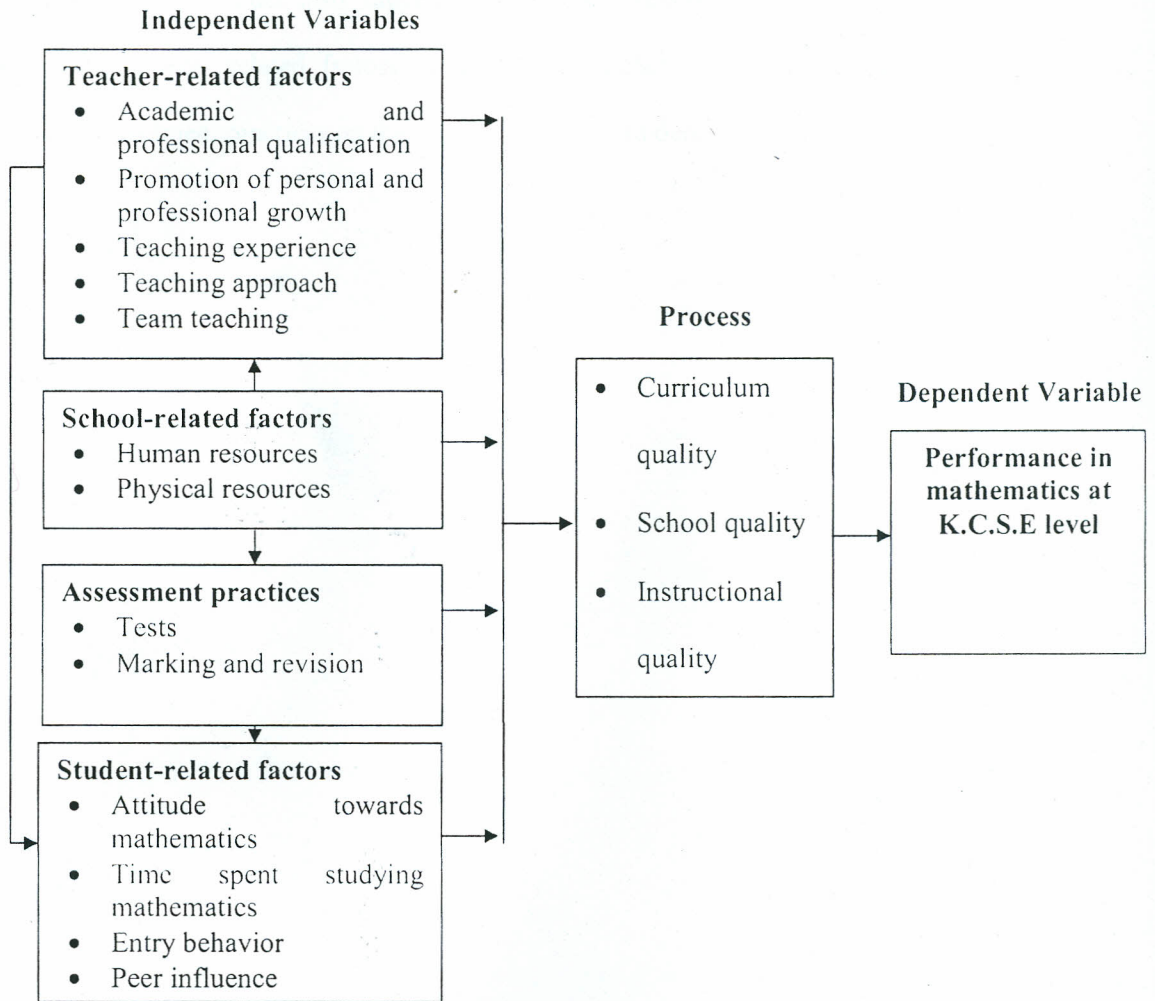 Independent Variables
Teacher-related factors
• Academic and
professional qualification
• Promotion of personal and
professional growth
• Teaching experience
• Teaching approach
• Team teaching
School-related factors
• Human resources
• Physical resources
Assessment practices
• Tests
• Marking and revision
Student-related factors
• Attitude towards
mathematics
• Time spent studying
mathematics
• Entry behavior
• Peer influence
Process
• Curriculum
quality
• School quality
• Instructional
quality
Dependent Variable
Performance in
mathematics at
K.C.S.E level